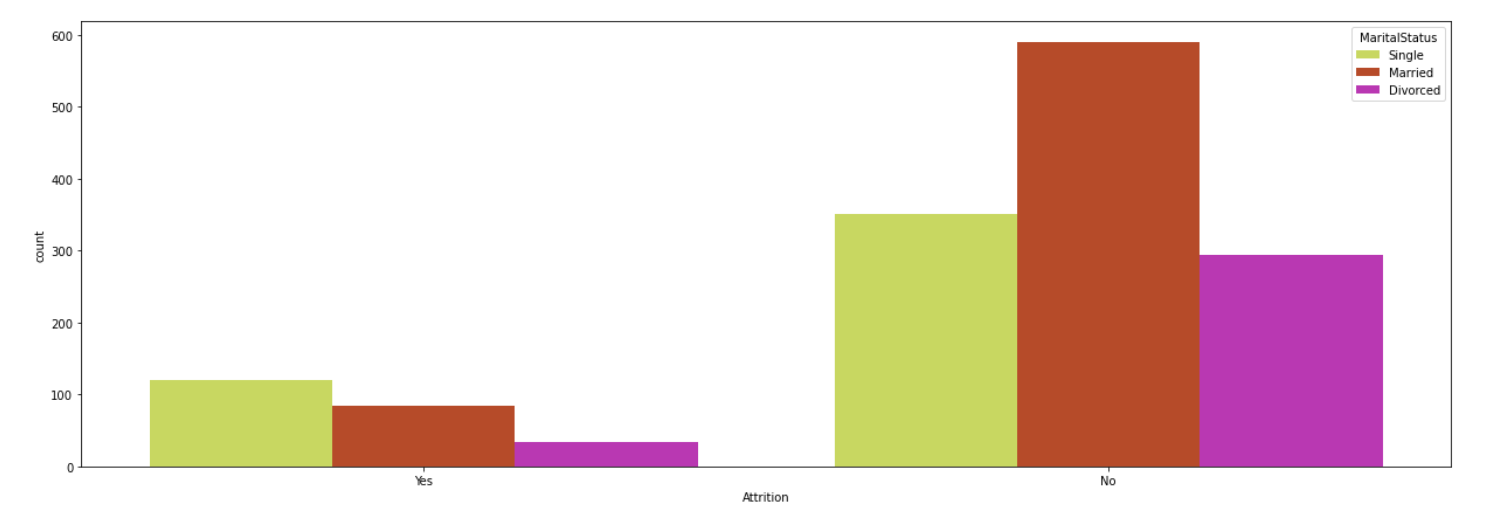 MaritalStatus
Single
Married
Divorced
600
500
400
300
200
100
0
count
Yes
No
Attrition